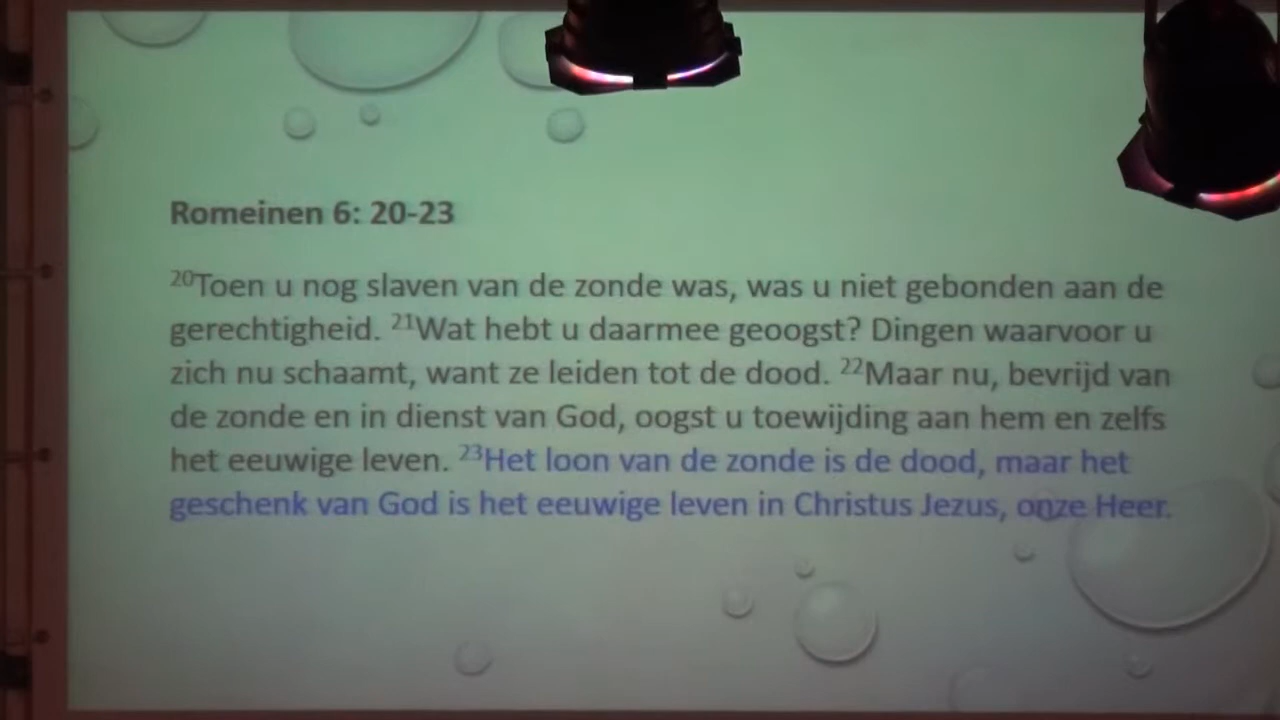 Romeinen 6: 20-23
20Toen u nog slaven van de zonde was, was u niet gebonden aan de
gerechtigheid. 21Wat hebt u daarmee geoogst? Dingen waarvoor u
zich nu schaamt, want ze leiden tot de dood. 22Maar nu, bevrijd van
de zonde en in dienst van God, oogst u toewijding aan hem en zelfs
het eeuwige leven. 23Het loon van de zonde is de dood, maar het
geschenk van God is het eeuwige leven in Christus Jezus, onze Heer.